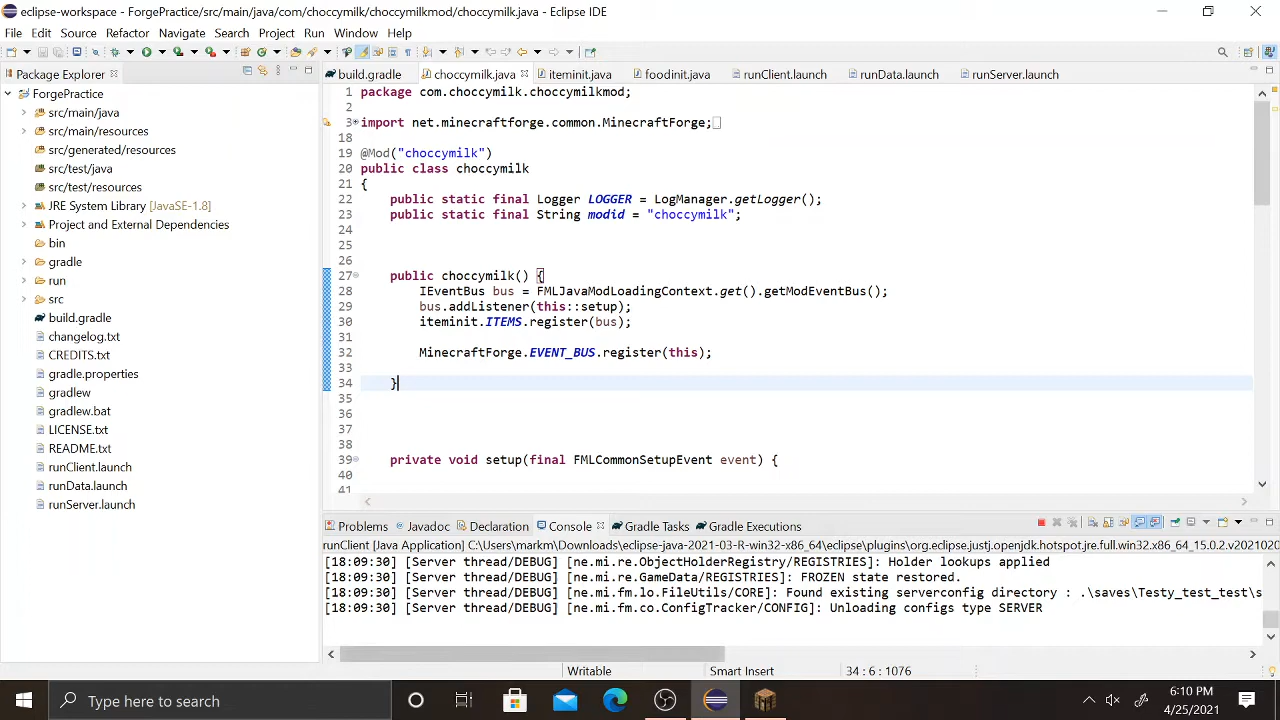 eclipse-workspace - ForgePractice/src/main/java/com/choccymilk/choccymilkmod/choccymilk.java - Eclipse IDE
File Edit Source Refactor Navigate Search Project Run Window Help
Package Explorer
ForgePractice
src/main/java
src/main/resources
src/generated/resources
src/test/java
src/test/resources
JRE System Library [JavaSE-1.8]
Project and External Dependencies
bin
gradle
run
src
build.gradle
changelog.txt
CREDITS.txt
gradle.properties
gradlew
gradlew.bat
LICENSE.txt
README.txt
runClient.launch
runData.launch
runServer.launch
build.gradle choccymilk.java iteminit.java foodinit.java runClient.launch runData.launch runServer.launch
1 package com.choccymilk.choccymilkmod;
2
3 import net.minecraftforge.common.MinecraftForge;
18
19 @Mod("choccymilk")
20 public class choccymilk
21 {
22 public static final Logger LOGGER = LogManager.getLogger();
23 public static final String modid = "choccymilk";
24
25
26
27 public choccymilk() {
28 IEventBus bus = FMLJavaModLoadingContext.get().getModEventBus();
29 bus.addListener(this::setup);
30 iteminit.ITEMS.register(bus);
31
32 MinecraftForge.EVENT_BUS.register(this);
33
34 }
35
36
37
38
39 private void setup(final FMLCommonSetupEvent event) {
40
41
Problems Javadoc Declaration Console Gradle Tasks Gradle Executions
runClient [Java Application] C:\Users\markm\Downloads\eclipse-java-2021-03-R-win32-x86_64\eclipse\plugins\org.eclipse.justj.openjdk.hotspot.jre.full.win32.x86_64_15.0.2.v2021020
[18:09:30] [Server thread/DEBUG] [ne.mi.re.ObjectHolderRegistry/REGISTRIES]: Holder lookups applied
[18:09:30] [Server thread/DEBUG] [ne.mi.re.GameData/REGISTRIES]: FROZEN state restored.
[18:09:30] [Server thread/DEBUG] [ne.mi.fm.lo.FileUtils/CORE]: Found existing serverconfig directory : .\saves\Testy_test_test\s
[18:09:30] [Server thread/DEBUG] [ne.mi.fm.co.ConfigTracker/CONFIG]: Unloading configs type SERVER
Writable Smart Insert 34 : 6 : 1076
Type here to search
6:10 PM
4/25/2021